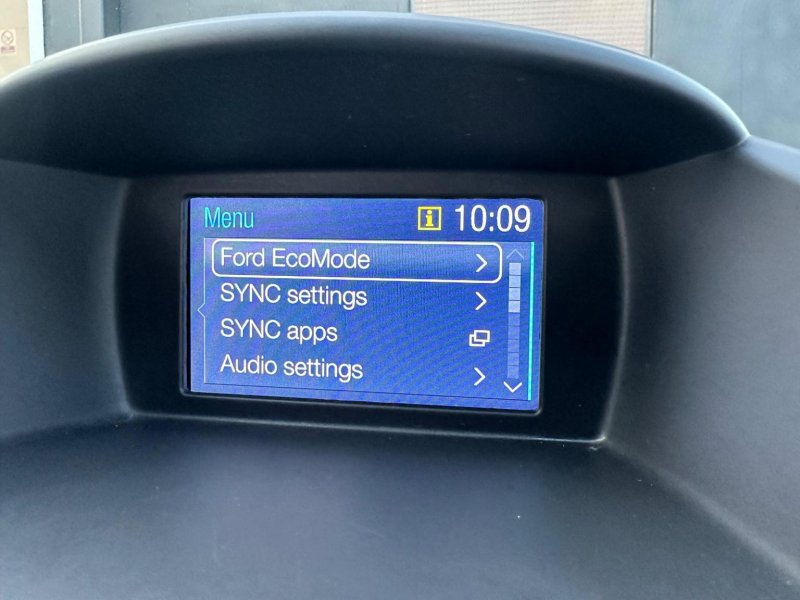 Menu i 10:09
Ford EcoMode
SYNC settings
SYNC apps
Audio settings